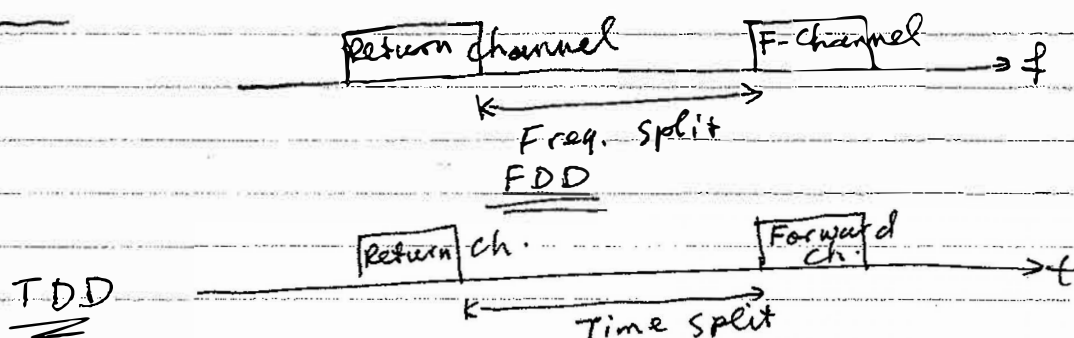 Return Channel F-Channel
f
Freq. Split
FDD
Return Ch. Forward Ch.
t
TDD
Time Split